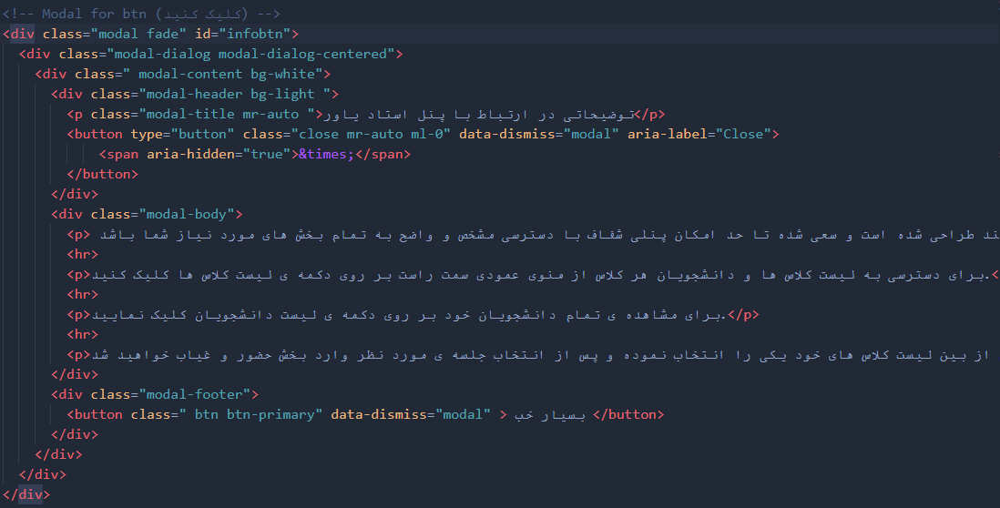 <!-- Modal for btn (کلیک کنید) -->
<div class="modal fade" id="infobtn">
<div class="modal-dialog modal-dialog-centered">
<div class=" modal-content bg-white">
<div class="modal-header bg-light ">
<p class="modal-title mr-auto ">توضیحاتی در ارتباط با پنل استاد یاور</p>
<button type="button" class="close mr-auto ml-0" data-dismiss="modal" aria-label="Close">
<span aria-hidden="true">&times;</span>
</button>
</div>
<div class="modal-body">
<p> ند طراحی شده است و سعی شده تا حد امکان پنلی شفاف با دسترسی مشخص و واضح به تمام بخش های مورد نیاز شما باشد
<hr>
<p>برای دسترسی به لیست کلاس ها و دانشجویان هر کلاس از منوی عمودی سمت راست بر روی دکمه ی لیست کلاس ها کلیک کنید.<
<hr>
<p>برای مشاهده ی تمام دانشجویان خود بر روی دکمه ی لیست دانشجویان کلیک نمایید.</p>
<hr>
<p>از بین لیست کلاس های خود یکی را انتخاب نموده و پس از انتخاب جلسه ی مورد نظر وارد بخش حضور و غیاب خواهید شد
</div>
<div class="modal-footer">
<button class=" btn btn-primary" data-dismiss="modal" > بسیار خب </button>
</div>
</div>
</div>
</div>